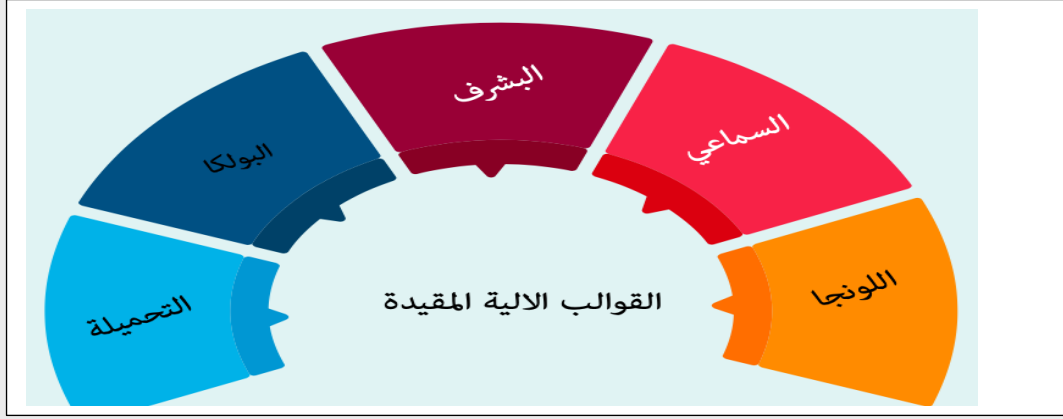 البشرف
السماعي
البولكا
اللونجا
التحميلة
القوالب الالية المقيدة